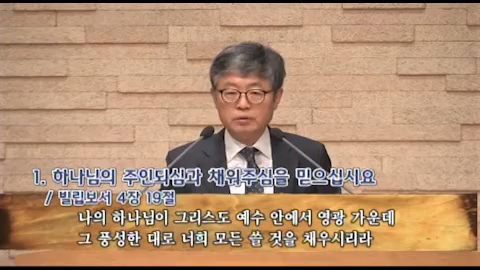 1. 하나님의 주인되심과 채워주심을 믿으십시요
/ 빌립보서 4장 19절
나의 하나님이 그리스도 예수 안에서 영광 가운데
그 풍성한 대로 너희 모든 쓸 것을 채우시리라